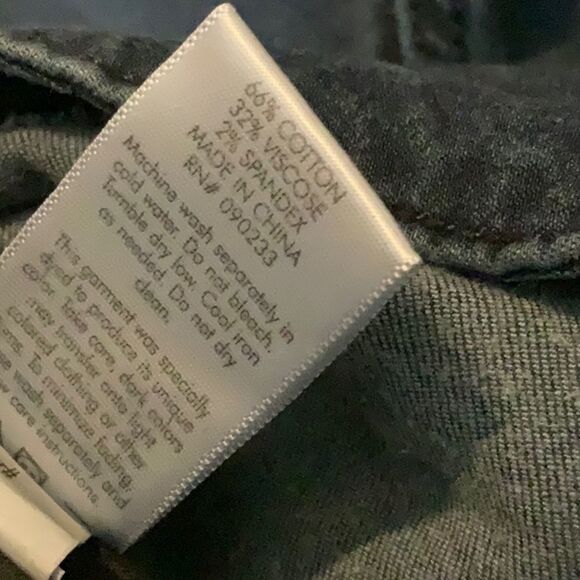 66% COTTON
32% VISCOSE
2% SPANDEX
MADE IN CHINA
RN# 090233
Machine wash separately in
cold water. Do not bleach.
Tumble dry low. Cool iron
as needed. Do not dry
clean.
This garment was specially
dyed to produce its unique
color. Take care, dark colors
may transfer onto light
colored clothing or other
ms. To minimize fading,
se wash separately and
w care instructions.